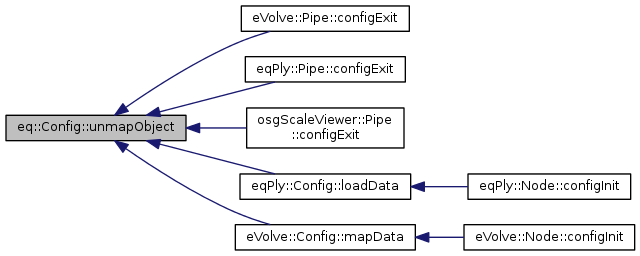 eVolve::Pipe::configExit
eqPly::Pipe::configExit
eq::Config::unmapObject
osgScaleViewer::Pipe
::configExit
eqPly::Config::loadData
eqPly::Node::configInit
eVolve::Config::mapData
eVolve::Node::configInit